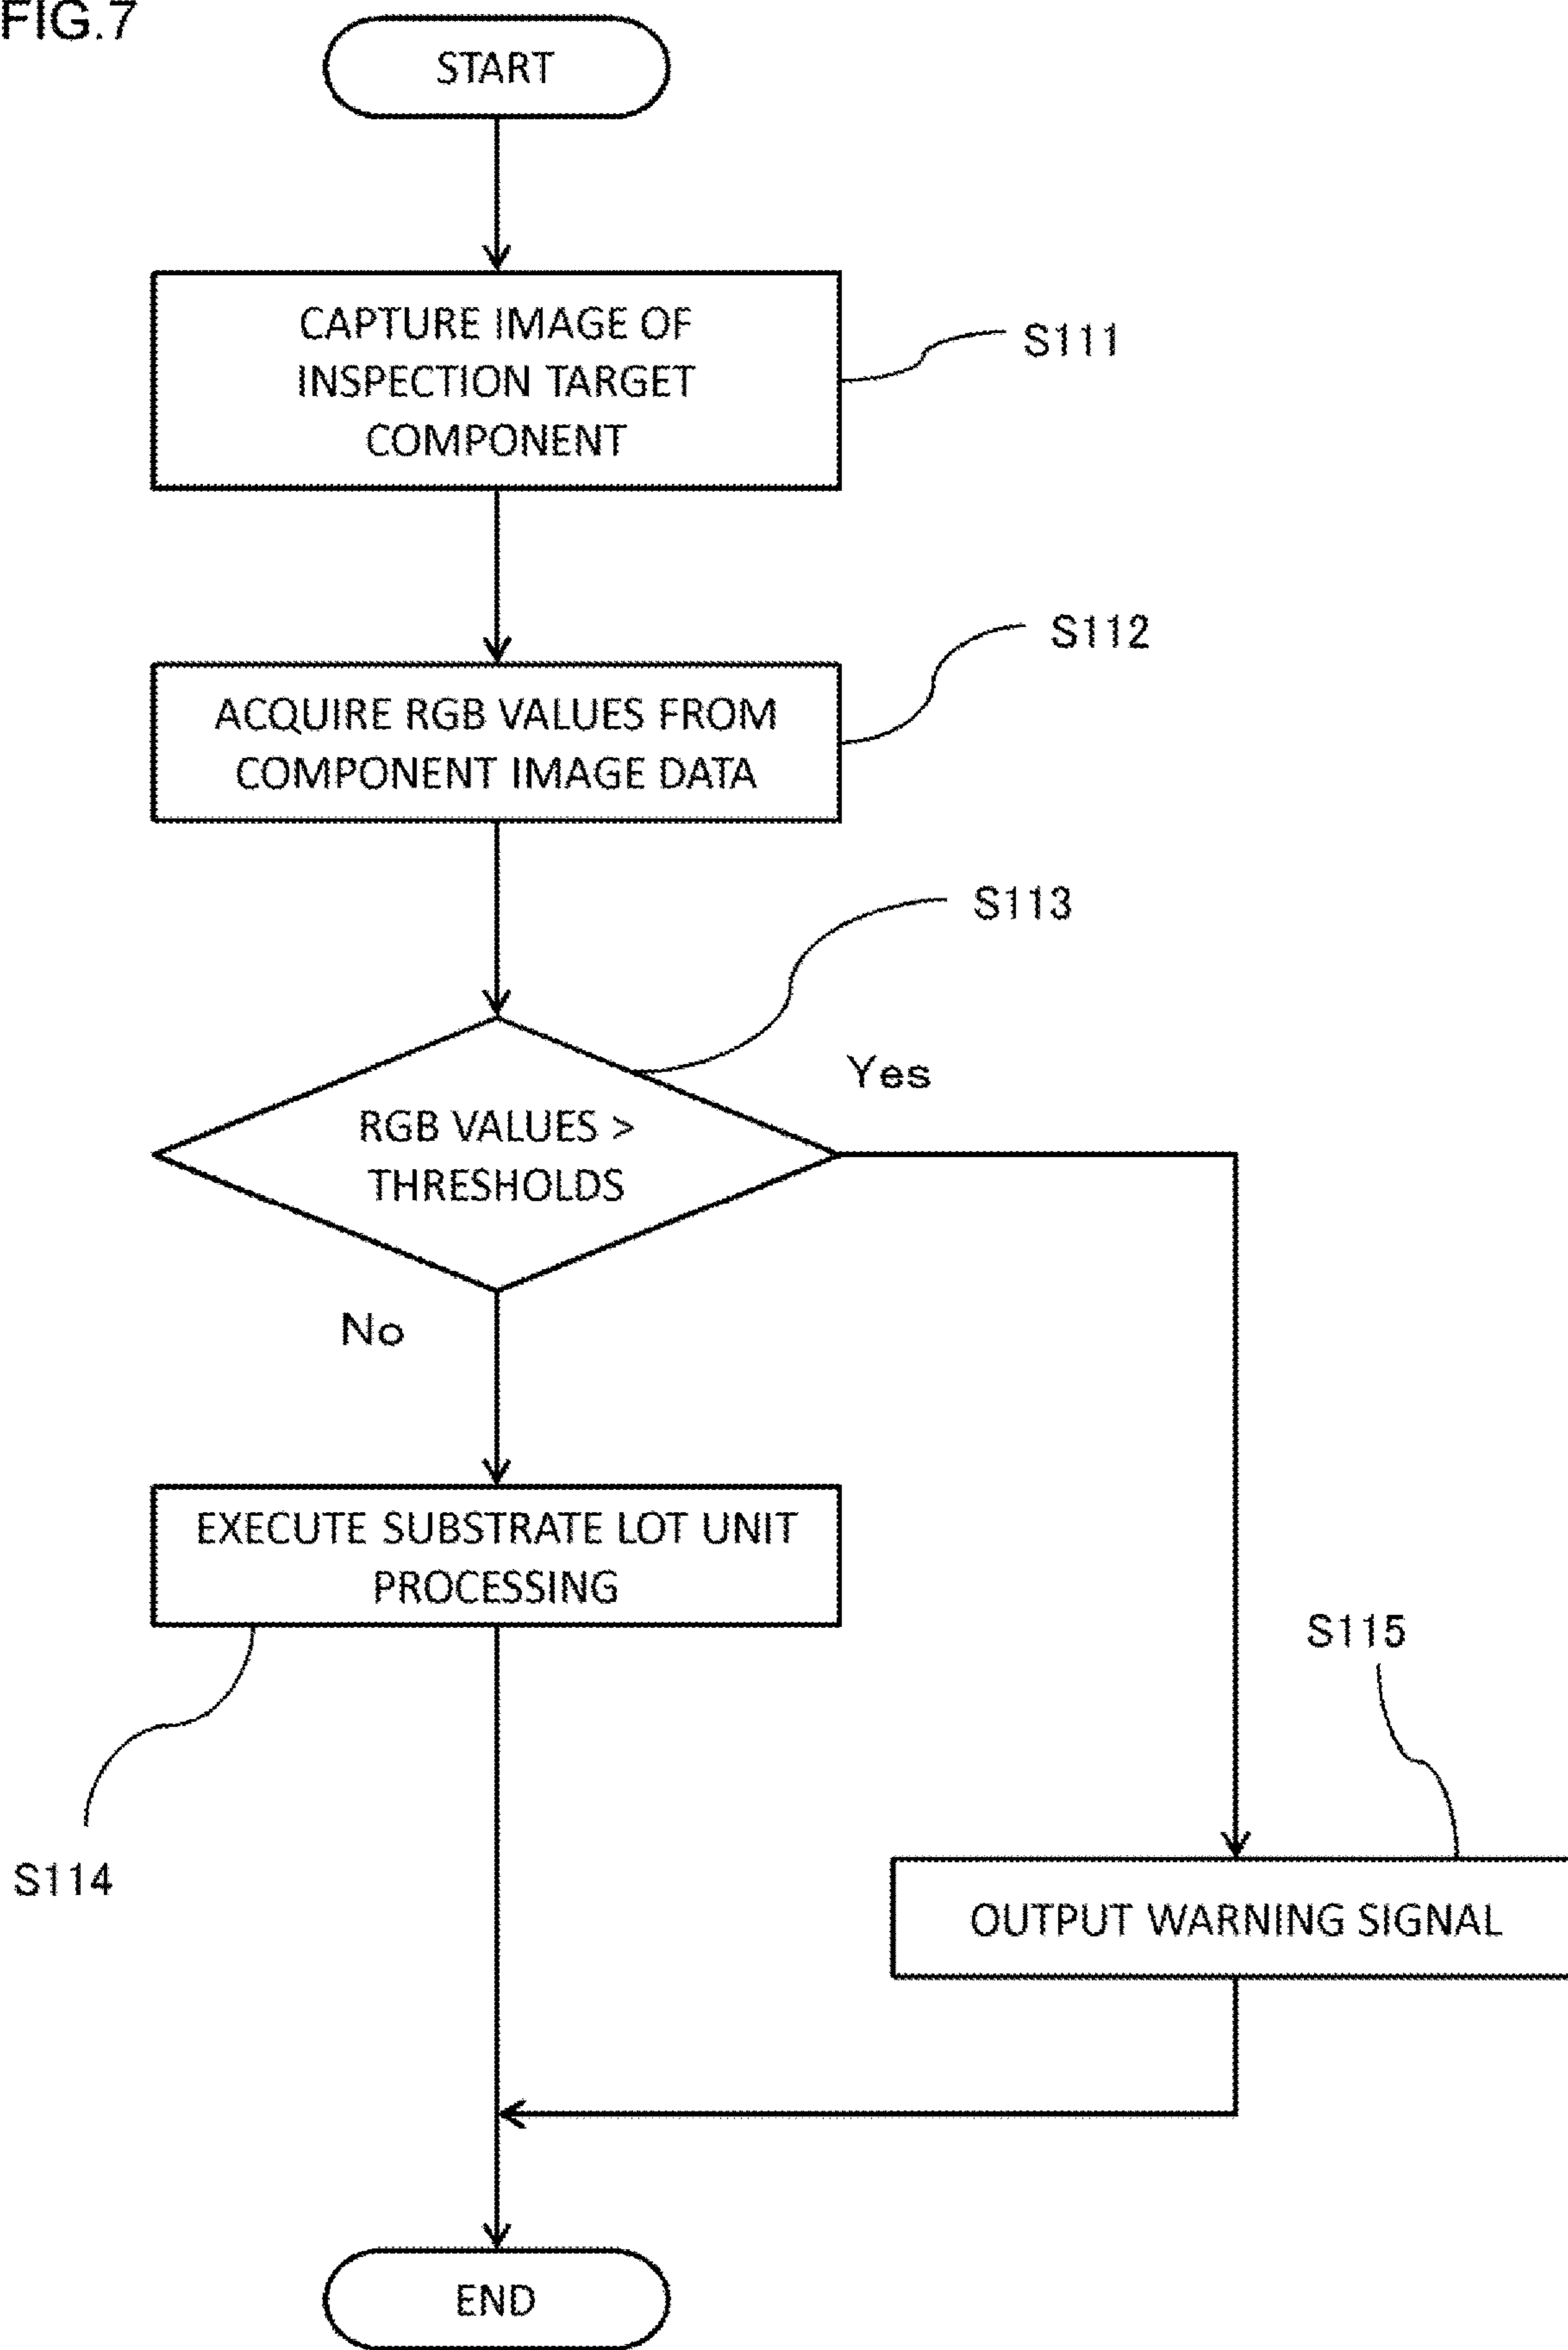 FIG.7
START
CAPTURE IMAGE OF
INSPECTION TARGET
COMPONENT
S111
S112
ACQUIRE RGB VALUES FROM
COMPONENT IMAGE DATA
S113
Yes
RGB VALUES >
THRESHOLDS
No
EXECUTE SUBSTRATE LOT UNIT
PROCESSING
S115
S114
OUTPUT WARNING SIGNAL
END